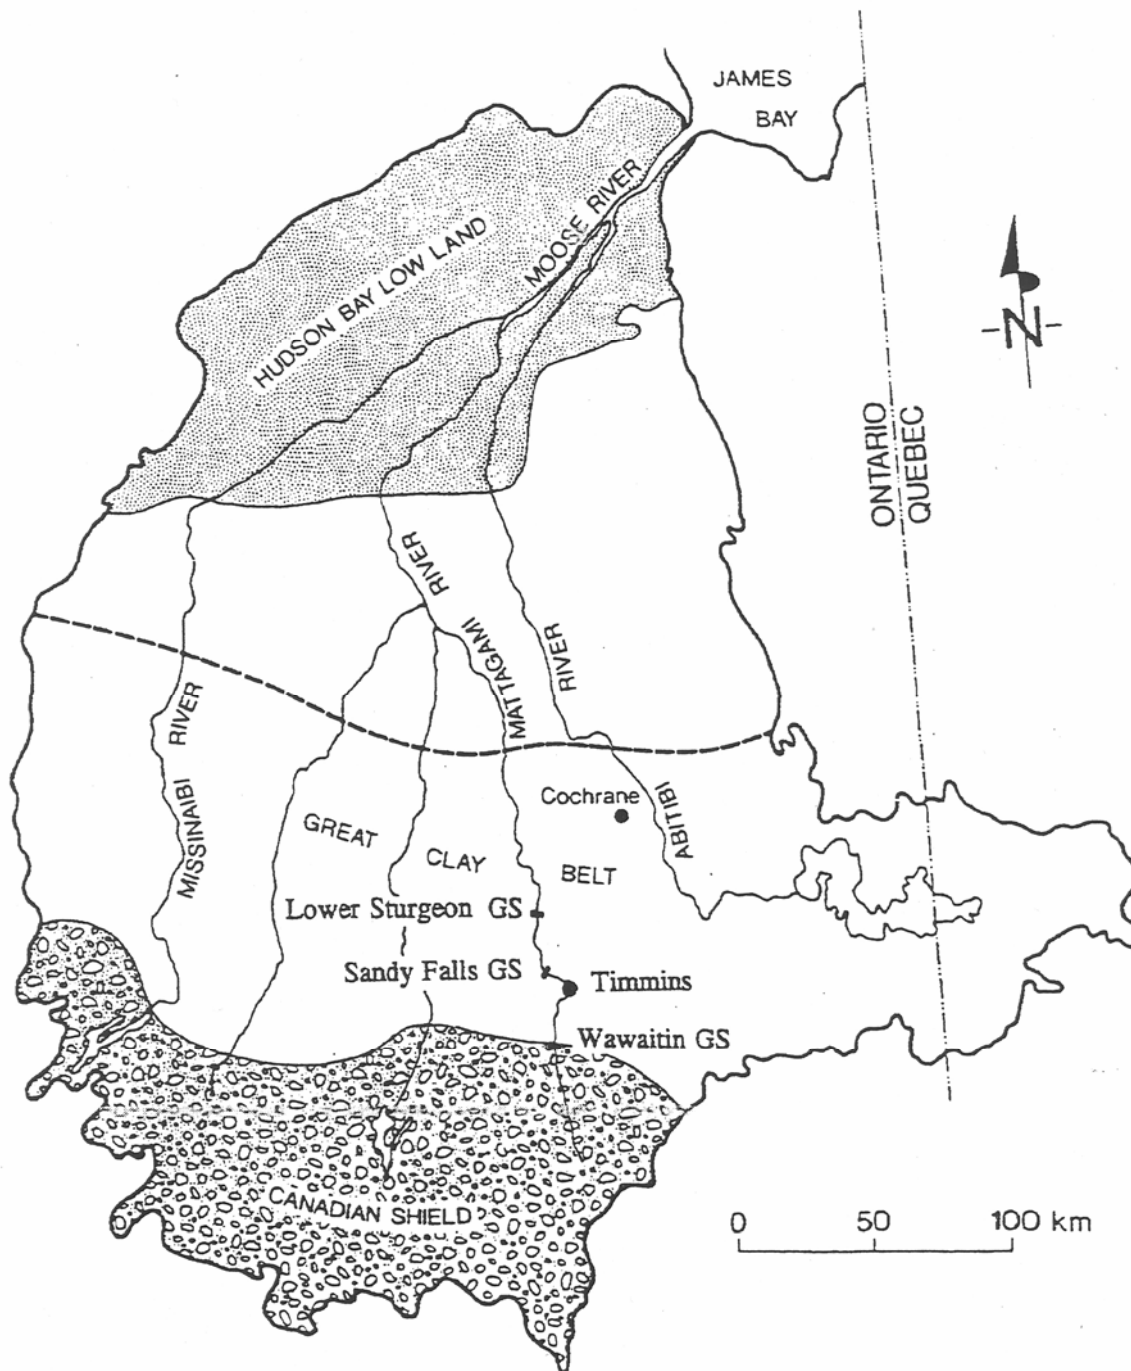 JAMES
BAY
MOOSE RIVER
HUDSON BAY LOW LAND
N
ONTARIO
QUEBEC
RIVER
MATTAGAMI
RIVER
RIVER
MISSINAIBI
Cochrane
ABITIBI
GREAT
CLAY
BELT
Lower Sturgeon GS
Sandy Falls GS
Timmins
Wawaitin GS
CANADIAN SHIELD
0 50 100 km